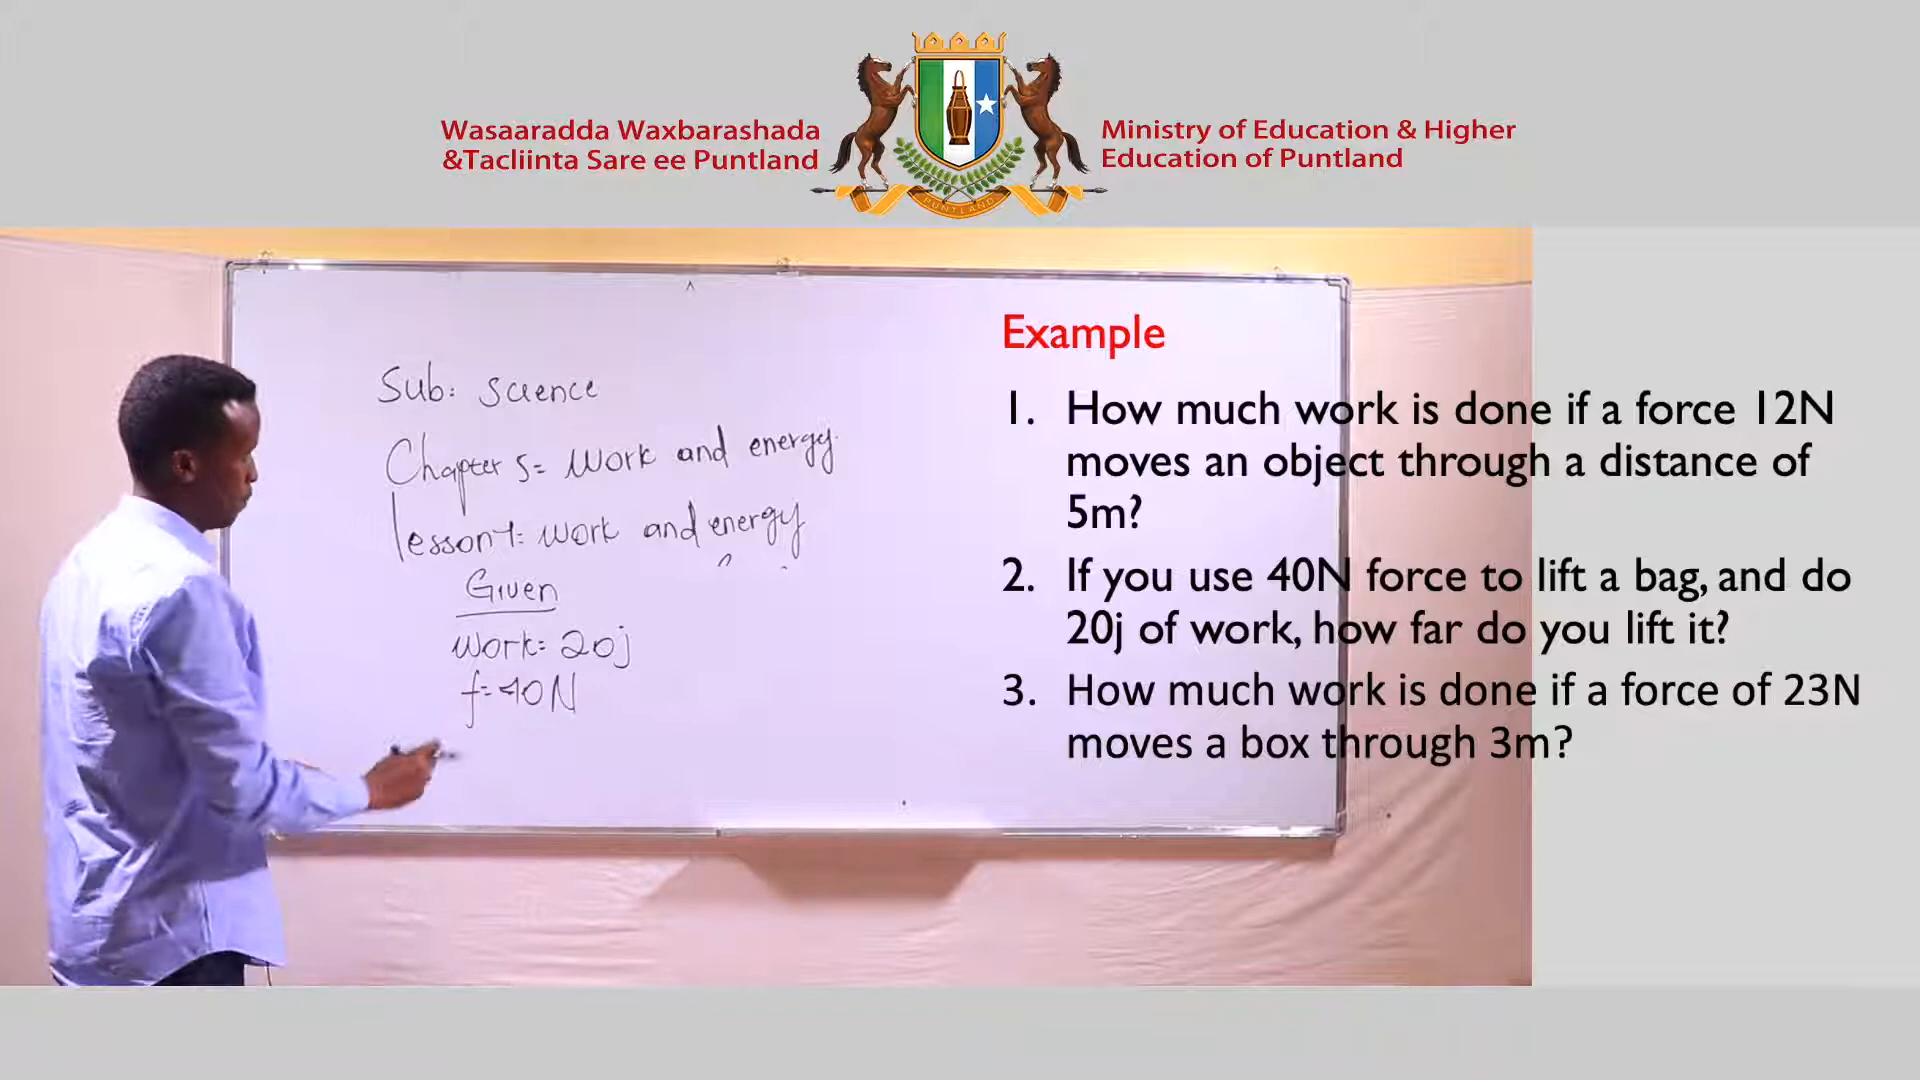 Wasaaradda Waxbarashada
&Tacliinta Sare ee Puntland
PUNTLAND
Ministry of Education & Higher
Education of Puntland
Sub: Science
Chapter 5= Work and energy.
lesson1: work and energy
Given
Work= 20j
f=40N
Example
1. How much work is done if a force 12N
moves an object through a distance of
5m?
2. If you use 40N force to lift a bag, and do
20j of work, how far do you lift it?
3. How much work is done if a force of 23N
moves a box through 3m?